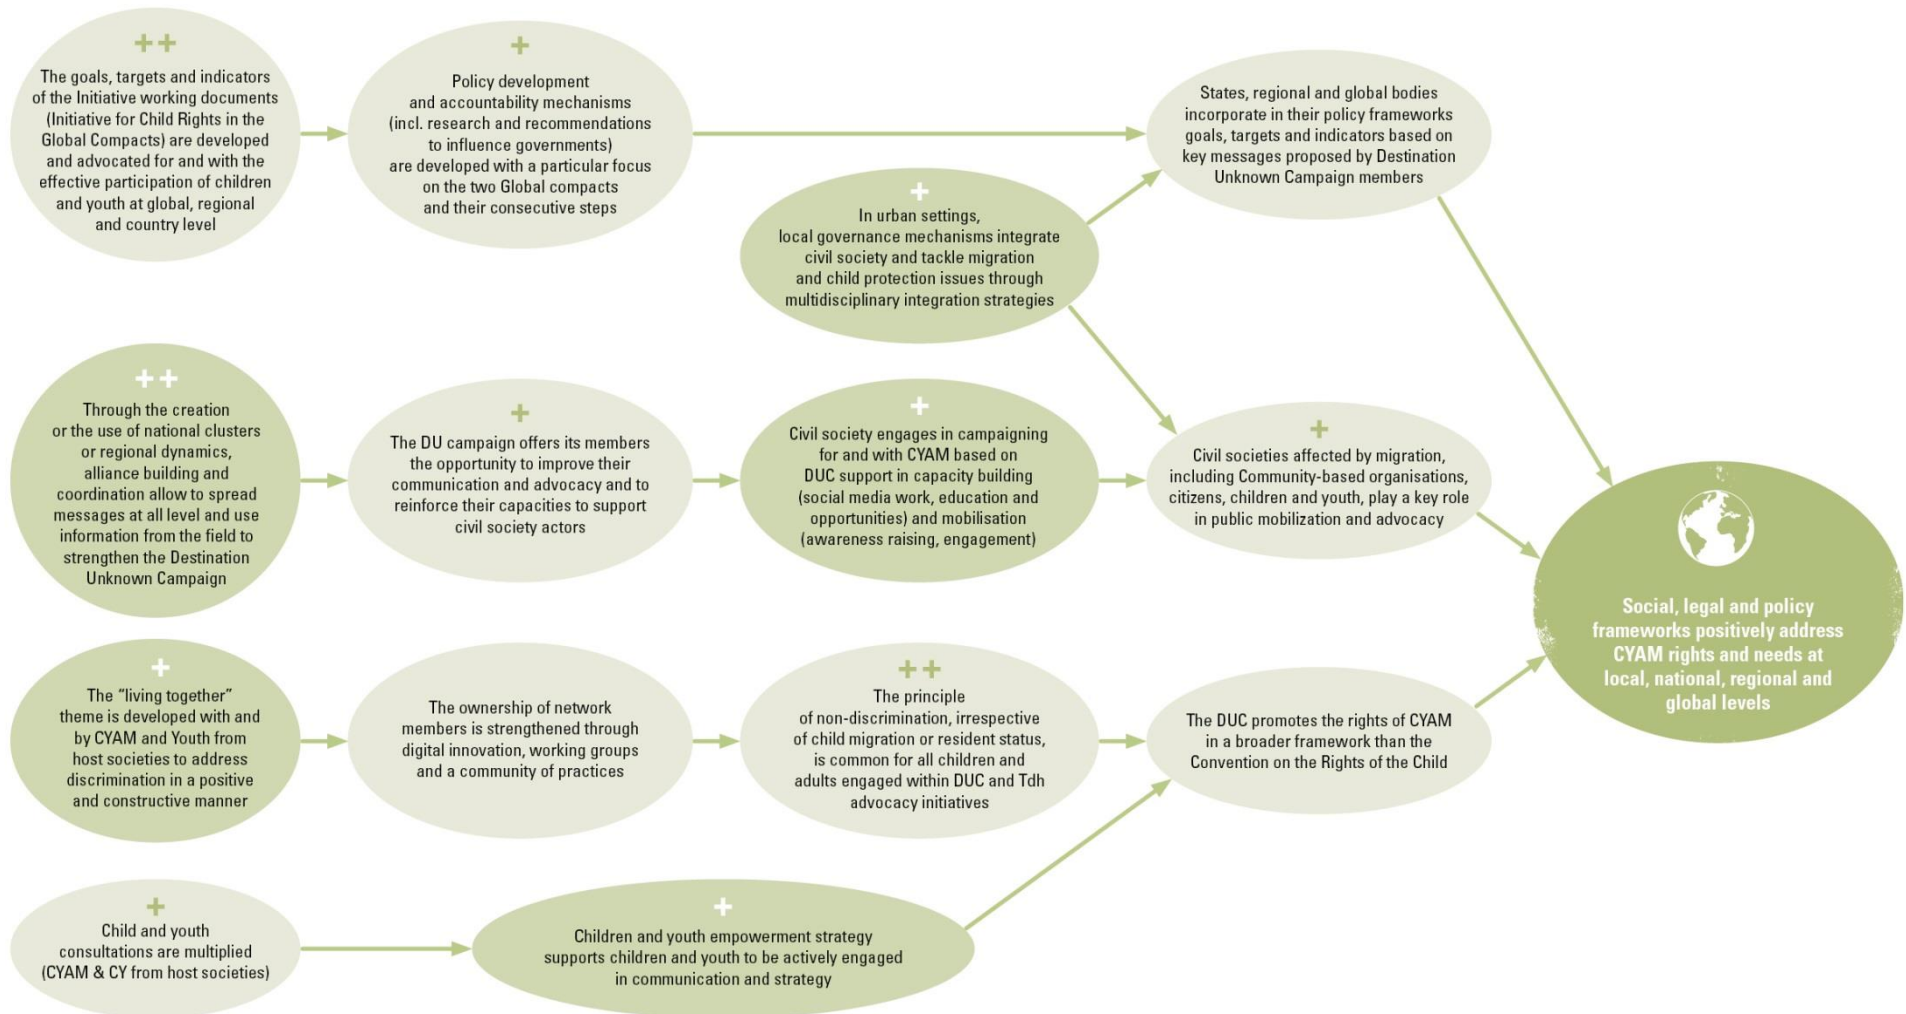 ++
The goals, targets and indicators
of the Initiative working documents
(Initiative for Child Rights in the
Global Compacts) are developed
and advocated for and with the
effective participation of children
and youth at global, regional
and country level
+
Policy development
and accountability mechanisms
(incl. research and recommendations
to influence governments)
are developed with a particular focus
on the two Global compacts
and their consecutive steps
States, regional and global bodies
incorporate in their policy frameworks
goals, targets and indicators based on
key messages proposed by Destination
Unknown Campaign members
+
In urban settings,
local governance mechanisms integrate
civil society and tackle migration
and child protection issues through
multidisciplinary integration strategies
++
Through the creation
or the use of national clusters
or regional dynamics,
alliance building and
coordination allow to spread
messages at all level and use
information from the field to
strengthen the Destination
Unknown Campaign
+
The DU campaign offers its members
the opportunity to improve their
communication and advocacy and to
reinforce their capacities to support
civil society actors
+
Civil society engages in campaigning
for and with CYAM based on
DUC support in capacity building
(social media work, education and
opportunities) and mobilisation
(awareness raising, engagement)
+
Civil societies affected by migration,
including Community-based organisations,
citizens, children and youth, play a key role
in public mobilization and advocacy
Social, legal and policy
frameworks positively address
CYAM rights and needs at
local, national, regional and
global levels
+
The "living together"
theme is developed with and
by CYAM and Youth from
host societies to address
discrimination in a positive
and constructive manner
The ownership of network
members is strengthened through
digital innovation, working groups
and a community of practices
++
The principle
of non-discrimination, irrespective
of child migration or resident status,
is common for all children and
adults engaged within DUC and Tdh
advocacy initiatives
The DUC promotes the rights of CYAM
in a broader framework than the
Convention on the Rights of the Child
+
Child and youth
consultations are multiplied
(CYAM & CY from host societies)
+
Children and youth empowerment strategy
supports children and youth to be actively engaged
in communication and strategy